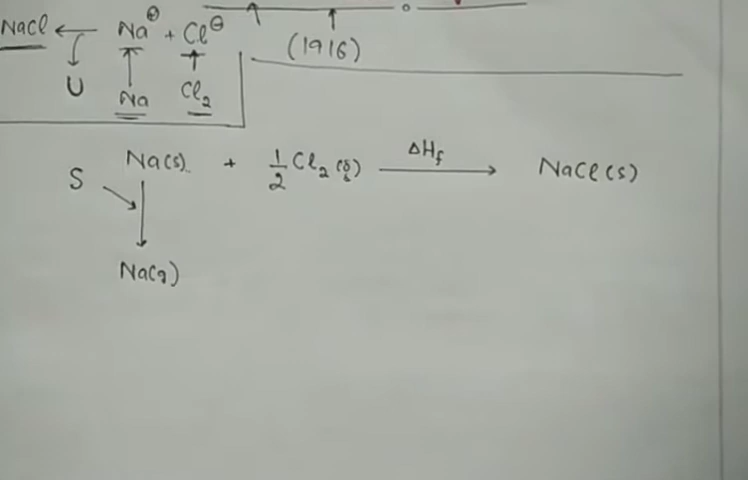 NaCl ← Na⊖ + Cl⊖
(1916)
U Na Cl₂
Na(s) + 1/2 Cl₂(g) ΔHf → NaCl(s)
S
Na(g)